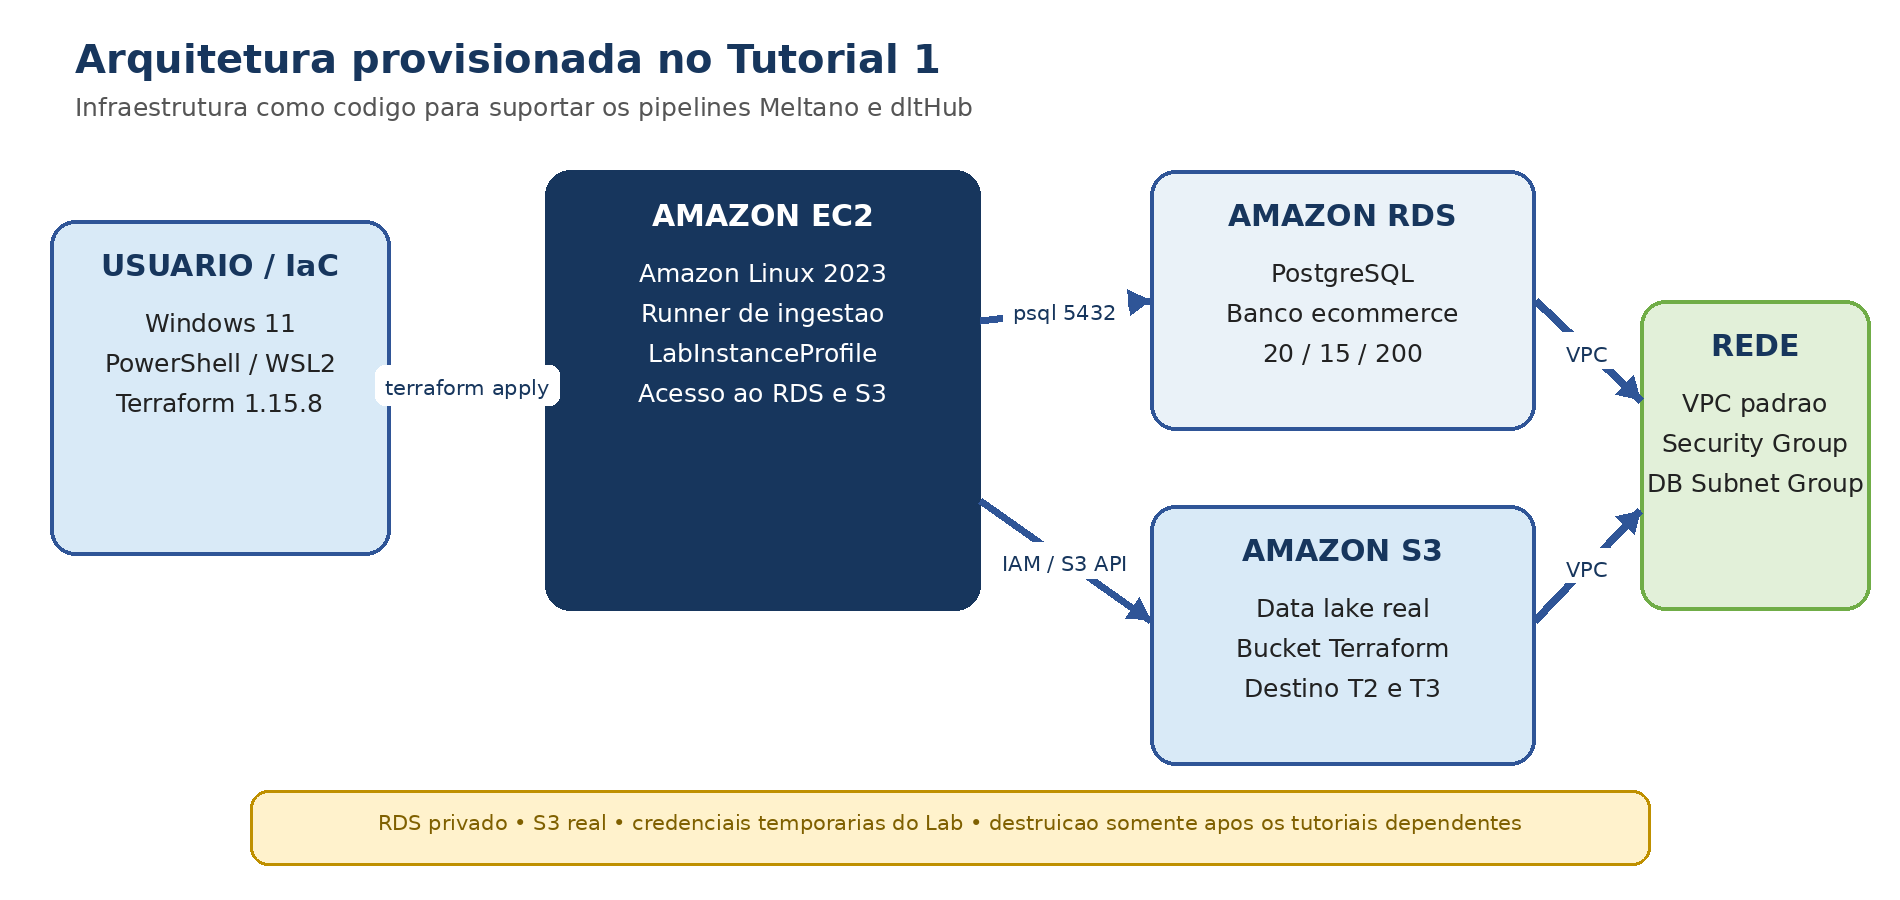 Arquitetura provisionada no Tutorial 1
Infraestrutura como codigo para suportar os pipelines Meltano e dltHub
USUARIO / IaC
Windows 11
PowerShell / WSL2
Terraform 1.15.8
terraform apply
AMAZON EC2
Amazon Linux 2023
Runner de ingestao
LabInstanceProfile
Acesso ao RDS e S3
psql 5432
IAM / S3 API
AMAZON RDS
PostgreSQL
Banco ecommerce
20 / 15 / 200
AMAZON S3
Data lake real
Bucket Terraform
Destino T2 e T3
VPC
VPC
REDE
VPC padrao
Security Group
DB Subnet Group
RDS privado • S3 real • credenciais temporarias do Lab • destruicao somente apos os tutoriais dependentes